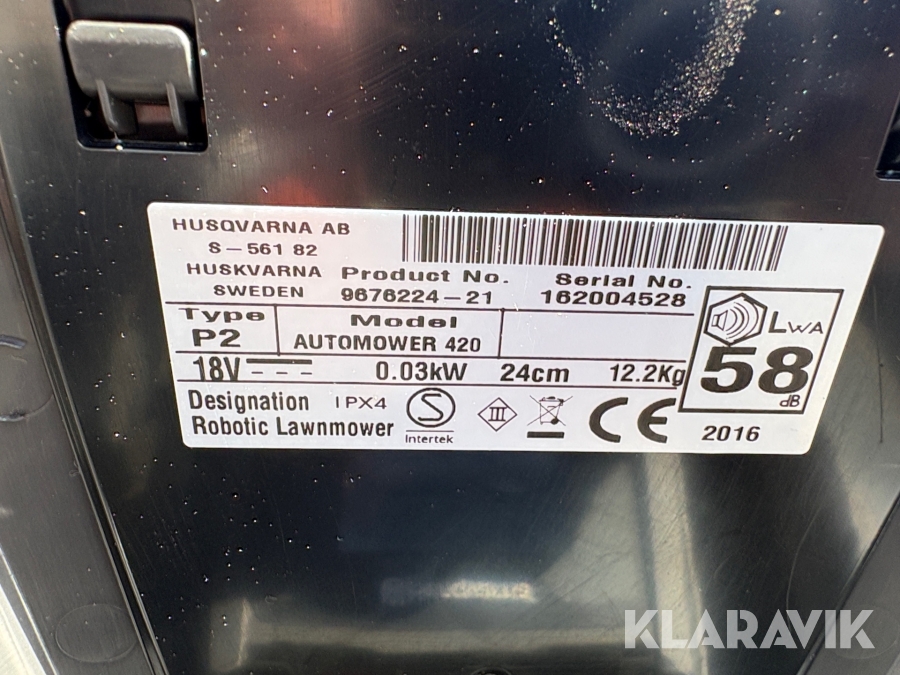 HUSQVARNA AB
S-561 82
HUSKVARNA
SWEDEN
Product No.
9676224-21
Serial No.
162004528
Type
P2
Model
AUTOMOWER 420
18V 0.03kW 24cm 12.2Kg
LWA
58
dB
Designation IPX4
Robotic Lawnmower
S
Intertek
III
CE
2016
KLARAVIK